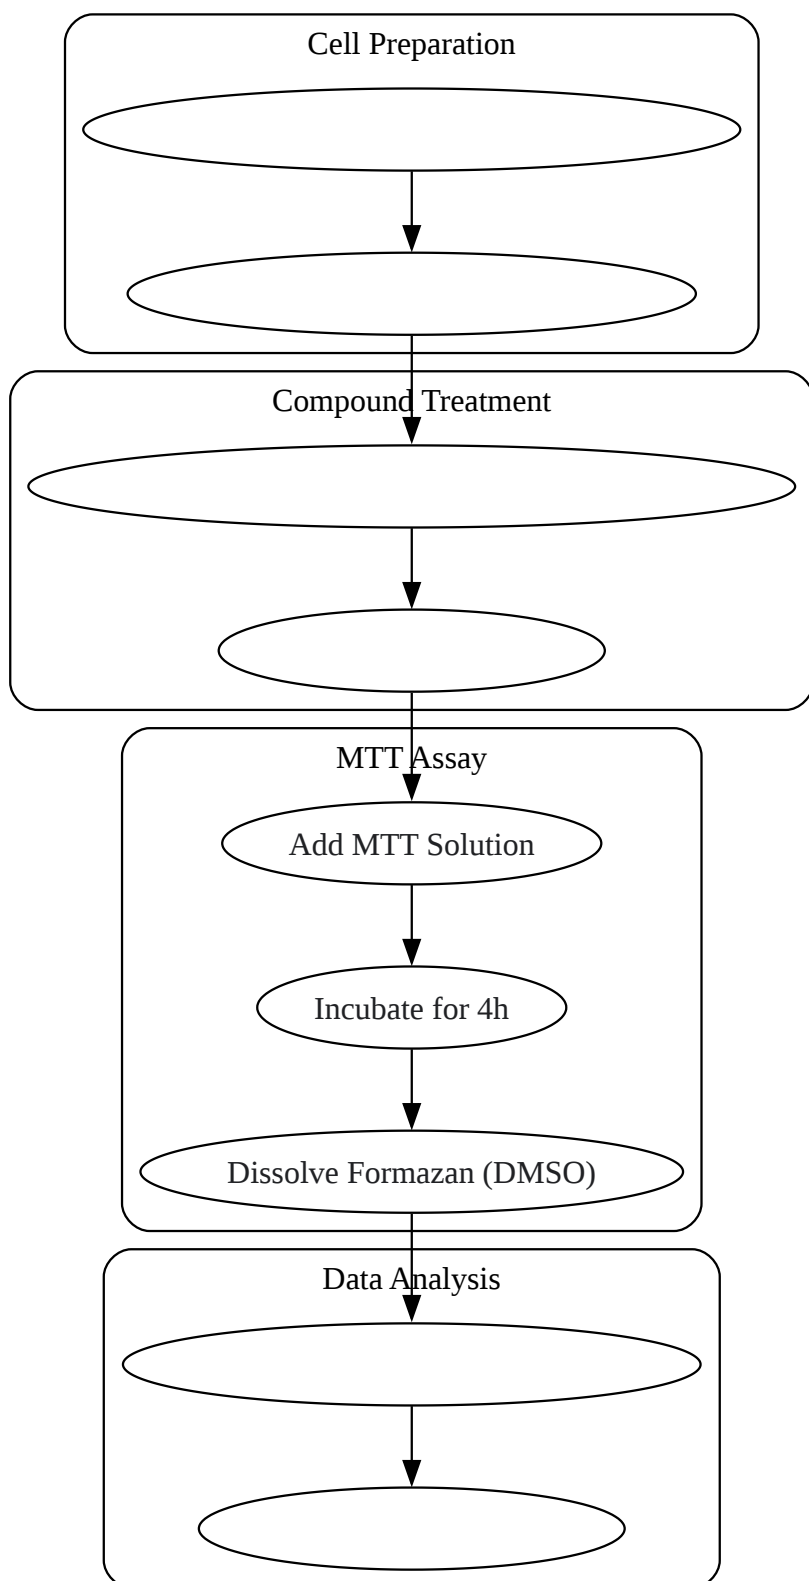 Cell Preparation
Compound Treatment
MTT Assay
Add MTT Solution
Incubate for 4h
Dissolve Formazan (DMSO)
Data Analysis